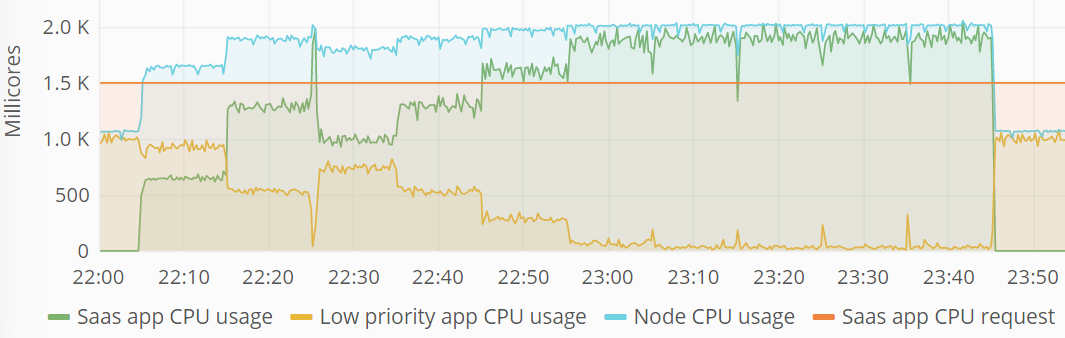 Millicores
2.0 K
1.5 K
1.0 K
500
0
22:00 22:10 22:20 22:30 22:40 22:50 23:00 23:10 23:20 23:30 23:40 23:50
Saas app CPU usage Low priority app CPU usage Node CPU usage Saas app CPU request